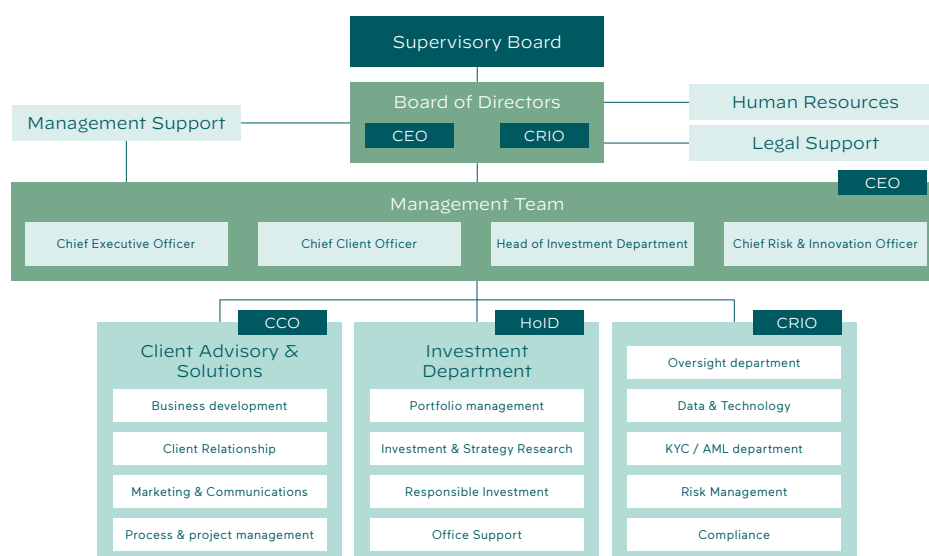 Supervisory Board
Board of Directors
CEO
CRIO
Human Resources
Management Support
Legal Support
CEO
Management Team
Chief Executive Officer
Chief Client Officer
Head of Investment Department
Chief Risk & Innovation Officer
CCO
Client Advisory &
Solutions
Business development
Client Relationship
Marketing & Communications
Process & project management
HoID
Investment
Department
Portfolio management
Investment & Strategy Research
Responsible Investment
Office Support
CRIO
Oversight department
Data & Technology
KYC / AML department
Risk Management
Compliance